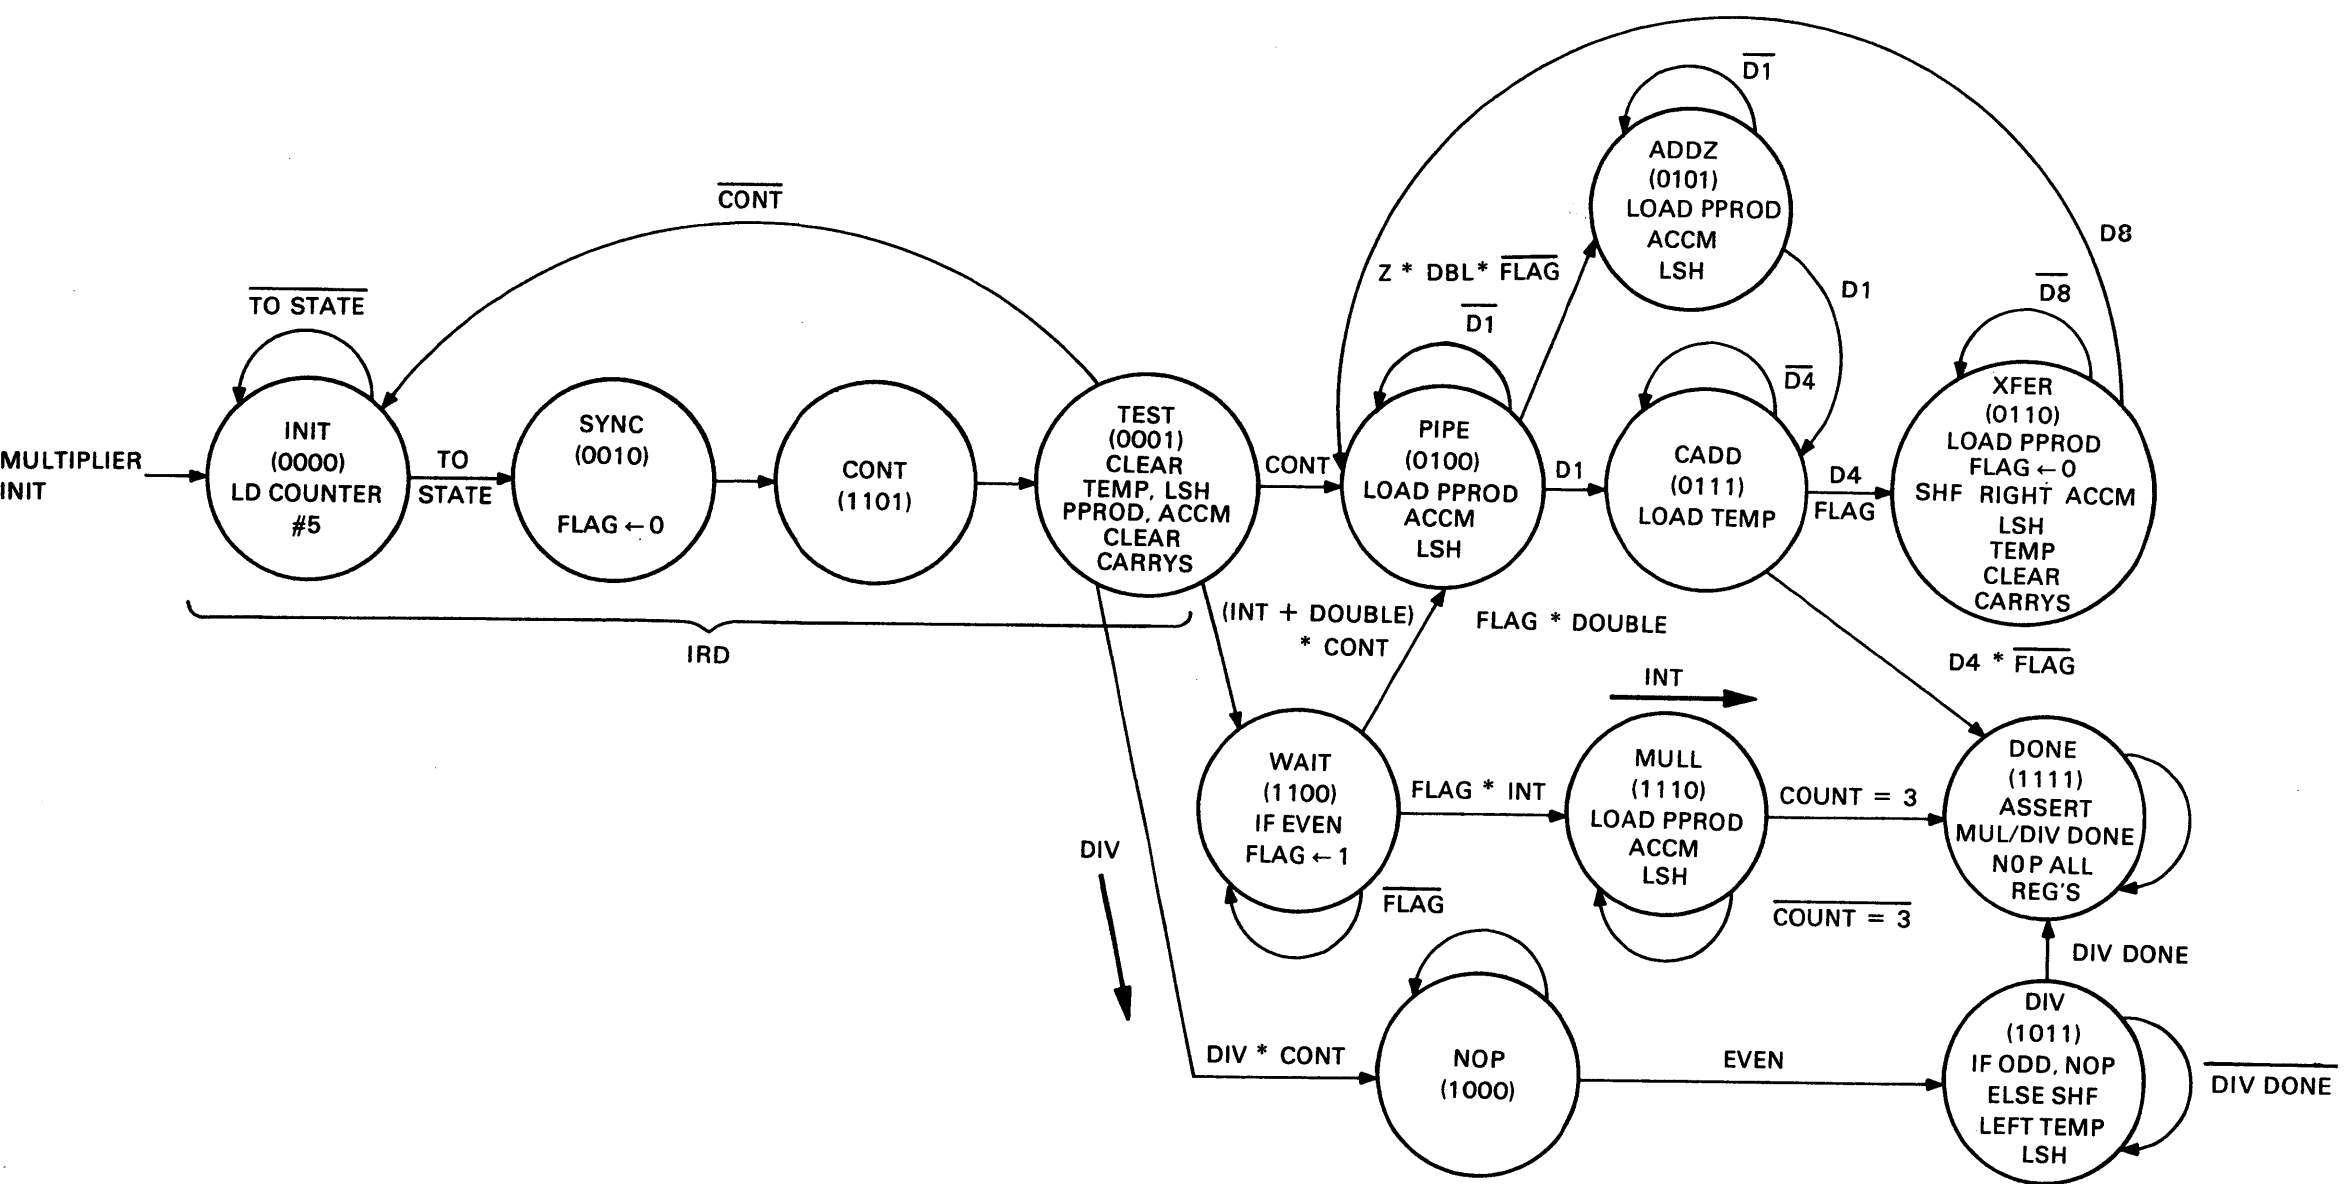 D1
ADDZ
(0101)
LOAD PPROD
ACCM
LSH
CONT
D8
Z * DBL* FLAG
D1
D8
TO STATE
D1
D4
XFER
(0110)
LOAD PPROD
FLAG ← 0
SHF RIGHT ACCM
LSH
TEMP
CLEAR
CARRYS
MULTIPLIER
INIT
INIT
(0000)
LD COUNTER
#5
TO
STATE
SYNC
(0010)
FLAG ← 0
CONT
(1101)
TEST
(0001)
CLEAR
TEMP, LSH
PPROD, ACCM
CLEAR
CARRYS
CONT
PIPE
(0100)
LOAD PPROD
ACCM
LSH
D1
CADD
(0111)
LOAD TEMP
D4
FLAG
IRD
(INT + DOUBLE)
* CONT
FLAG * DOUBLE
D4 * FLAG
INT
WAIT
(1100)
IF EVEN
FLAG ← 1
FLAG * INT
MULL
(1110)
LOAD PPROD
ACCM
LSH
COUNT = 3
DONE
(1111)
ASSERT
MUL/DIV DONE
NOP ALL
REG'S
DIV
FLAG
COUNT = 3
DIV DONE
DIV * CONT
NOP
(1000)
EVEN
DIV
(1011)
IF ODD, NOP
ELSE SHF
LEFT TEMP
LSH
DIV DONE